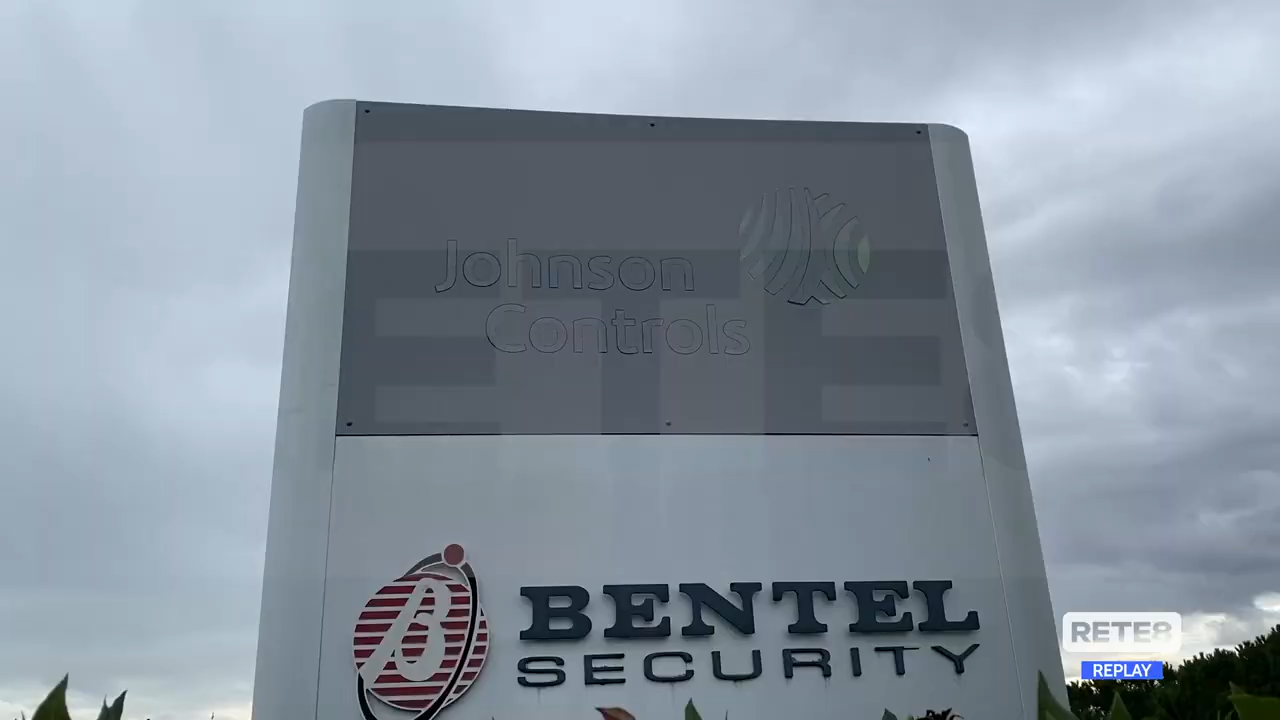 Johnson
Controls
BENTEL
SECURITY
RETE8
REPLAY